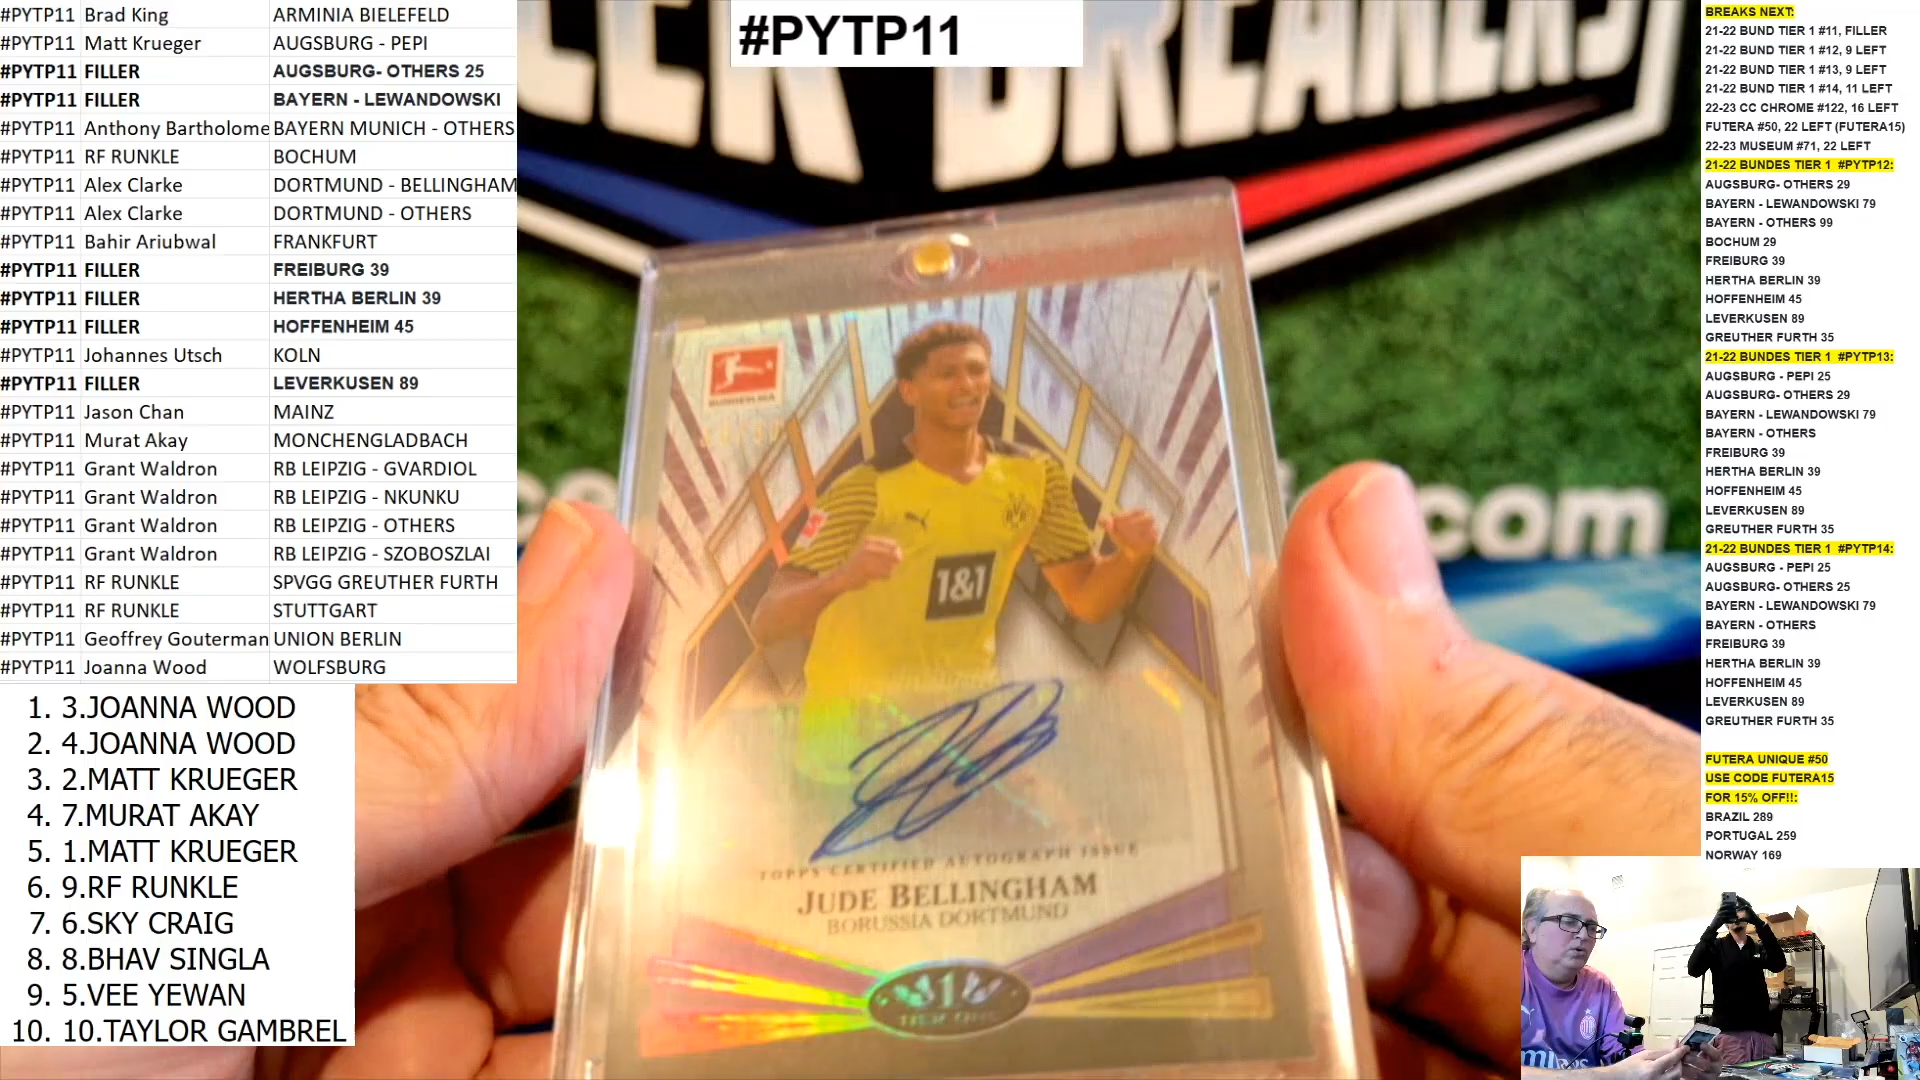 #PYTP11 Brad King ARMINIA BIELEFELD
#PYTP11 Matt Krueger AUGSBURG - PEPI
#PYTP11 FILLER AUGSBURG- OTHERS 25
#PYTP11 FILLER BAYERN - LEWANDOWSKI
#PYTP11 Anthony Bartholome BAYERN MUNICH - OTHERS
#PYTP11 RF RUNKLE BOCHUM
#PYTP11 Alex Clarke DORTMUND - BELLINGHAM
#PYTP11 Alex Clarke DORTMUND - OTHERS
#PYTP11 Bahir Ariubwal FRANKFURT
#PYTP11 FILLER FREIBURG 39
#PYTP11 FILLER HERTHA BERLIN 39
#PYTP11 FILLER HOFFENHEIM 45
#PYTP11 Johannes Utsch KOLN
#PYTP11 FILLER LEVERKUSEN 89
#PYTP11 Jason Chan MAINZ
#PYTP11 Murat Akay MONCHENGLADBACH
#PYTP11 Grant Waldron RB LEIPZIG - GVARDIOL
#PYTP11 Grant Waldron RB LEIPZIG - NKUNKU
#PYTP11 Grant Waldron RB LEIPZIG - OTHERS
#PYTP11 Grant Waldron RB LEIPZIG - SZOBOSZLAI
#PYTP11 RF RUNKLE SPVGG GREUTHER FURTH
#PYTP11 RF RUNKLE STUTTGART
#PYTP11 Geoffrey Gouterman UNION BERLIN
#PYTP11 Joanna Wood WOLFSBURG
1. 3.JOANNA WOOD
2. 4.JOANNA WOOD
3. 2.MATT KRUEGER
4. 7.MURAT AKAY
5. 1.MATT KRUEGER
6. 9.RF RUNKLE
7. 6.SKY CRAIG
8. 8.BHAV SINGLA
9. 5.VEE YEWAN
10. 10.TAYLOR GAMBREL
#PYTP11
BREAKERS
.com
BUNDESLIGA
1&1
BVB
TOPPS CERTIFIED AUTOGRAPH ISSUE
JUDE BELLINGHAM
BORUSSIA DORTMUND
1
TIER ONE
BREAKS NEXT:
21-22 BUND TIER 1 #11, FILLER
21-22 BUND TIER 1 #12, 9 LEFT
21-22 BUND TIER 1 #13, 9 LEFT
21-22 BUND TIER 1 #14, 11 LEFT
22-23 CC CHROME #122, 16 LEFT
FUTERA #50, 22 LEFT (FUTERA15)
22-23 MUSEUM #71, 22 LEFT
21-22 BUNDES TIER 1 #PYTP12:
AUGSBURG- OTHERS 29
BAYERN - LEWANDOWSKI 79
BAYERN - OTHERS 99
BOCHUM 29
FREIBURG 39
HERTHA BERLIN 39
HOFFENHEIM 45
LEVERKUSEN 89
GREUTHER FURTH 35
21-22 BUNDES TIER 1 #PYTP13:
AUGSBURG - PEPI 25
AUGSBURG- OTHERS 29
BAYERN - LEWANDOWSKI 79
BAYERN - OTHERS
FREIBURG 39
HERTHA BERLIN 39
HOFFENHEIM 45
LEVERKUSEN 89
GREUTHER FURTH 35
21-22 BUNDES TIER 1 #PYTP14:
AUGSBURG - PEPI 25
AUGSBURG- OTHERS 25
BAYERN - LEWANDOWSKI 79
BAYERN - OTHERS
FREIBURG 39
HERTHA BERLIN 39
HOFFENHEIM 45
LEVERKUSEN 89
GREUTHER FURTH 35
FUTERA UNIQUE #50
USE CODE FUTERA15
FOR 15% OFF!!:
BRAZIL 289
PORTUGAL 259
NORWAY 169